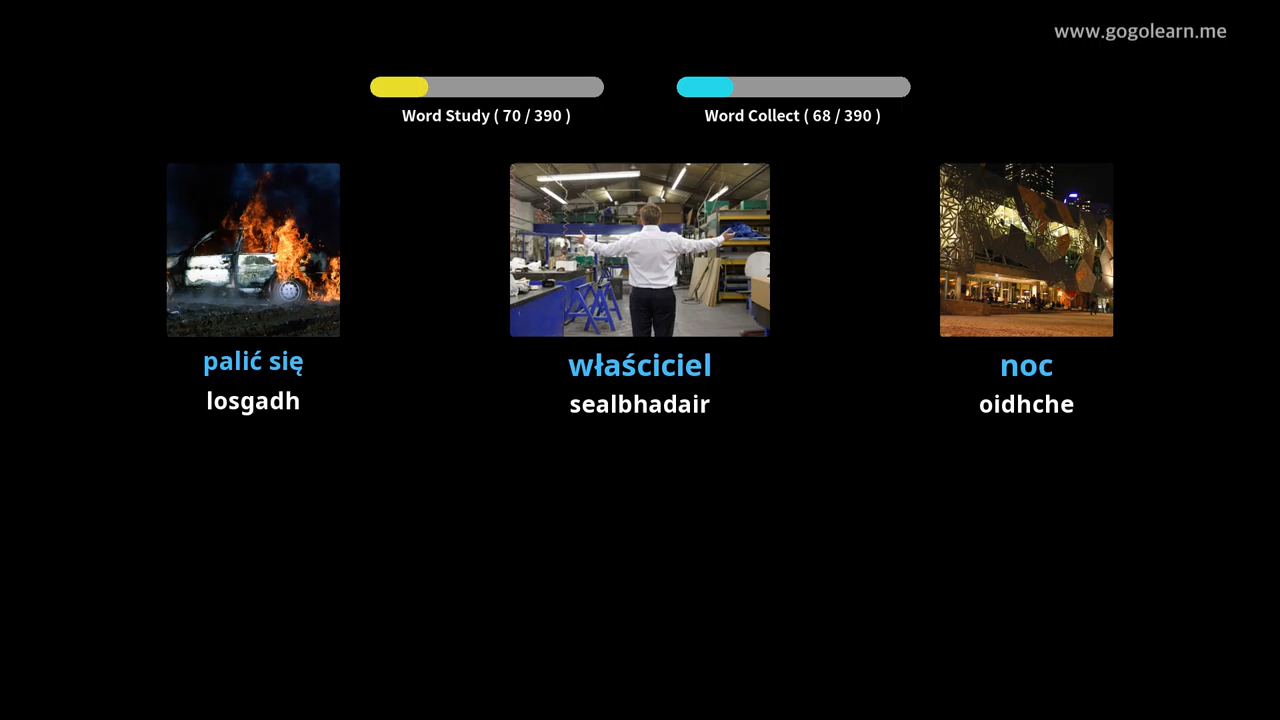 www.gogolearn.me
Word Study ( 70 / 390 )
Word Collect ( 68 / 390 )
palić się
losgadh
właściciel
sealbhadair
noc
oidhche